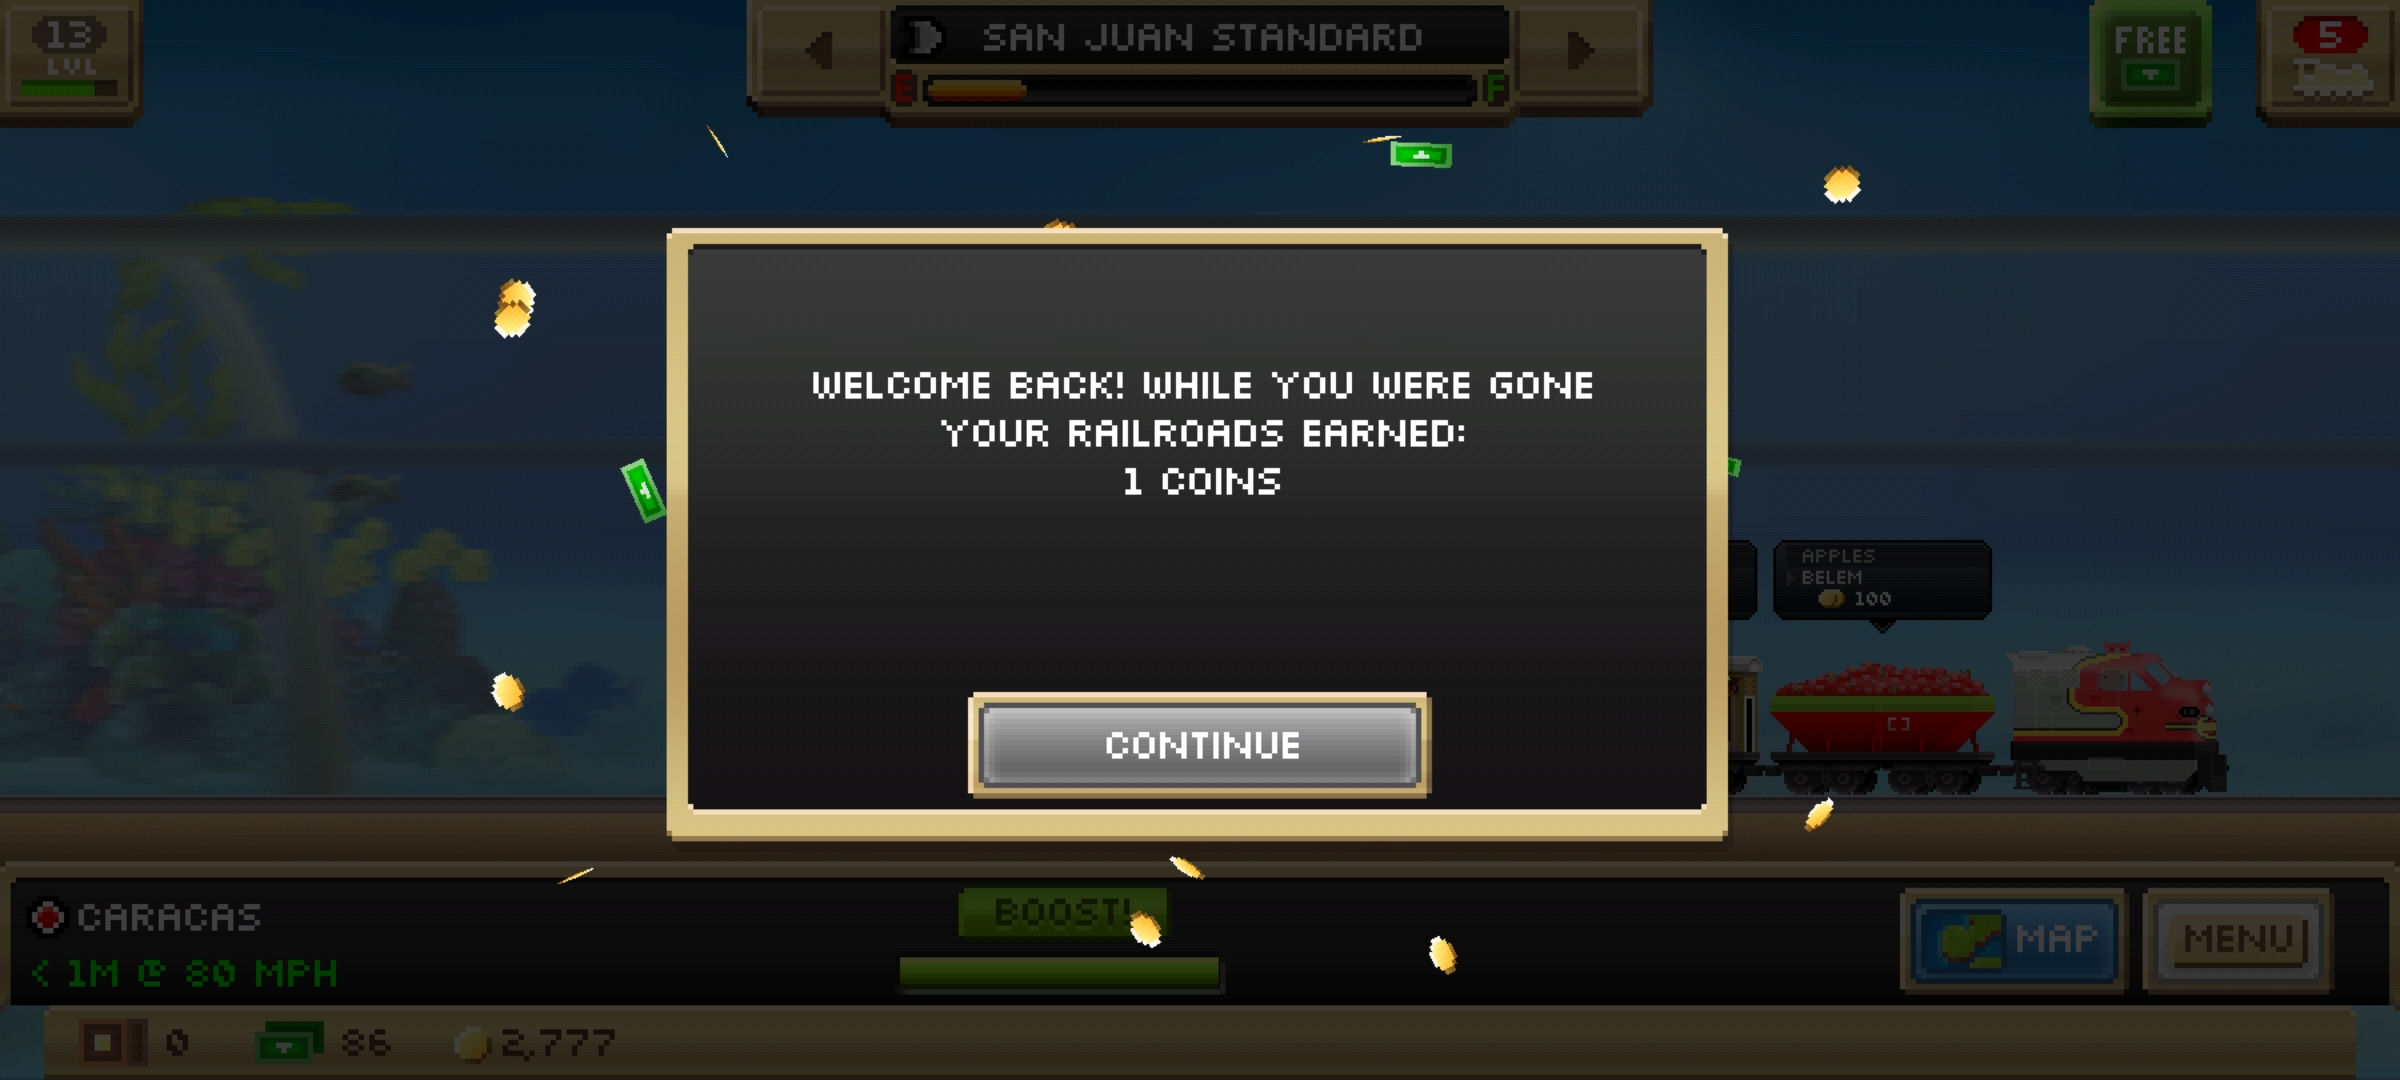 13
LVL
SAN JUAN STANDARD
E F
FREE
5
WELCOME BACK! WHILE YOU WERE GONE
YOUR RAILROADS EARNED:
1 COINS
CONTINUE
APPLES
BELEM
100
CARACAS
< 1M @ 80 MPH
BOOST!
MAP
MENU
0
86
2,777